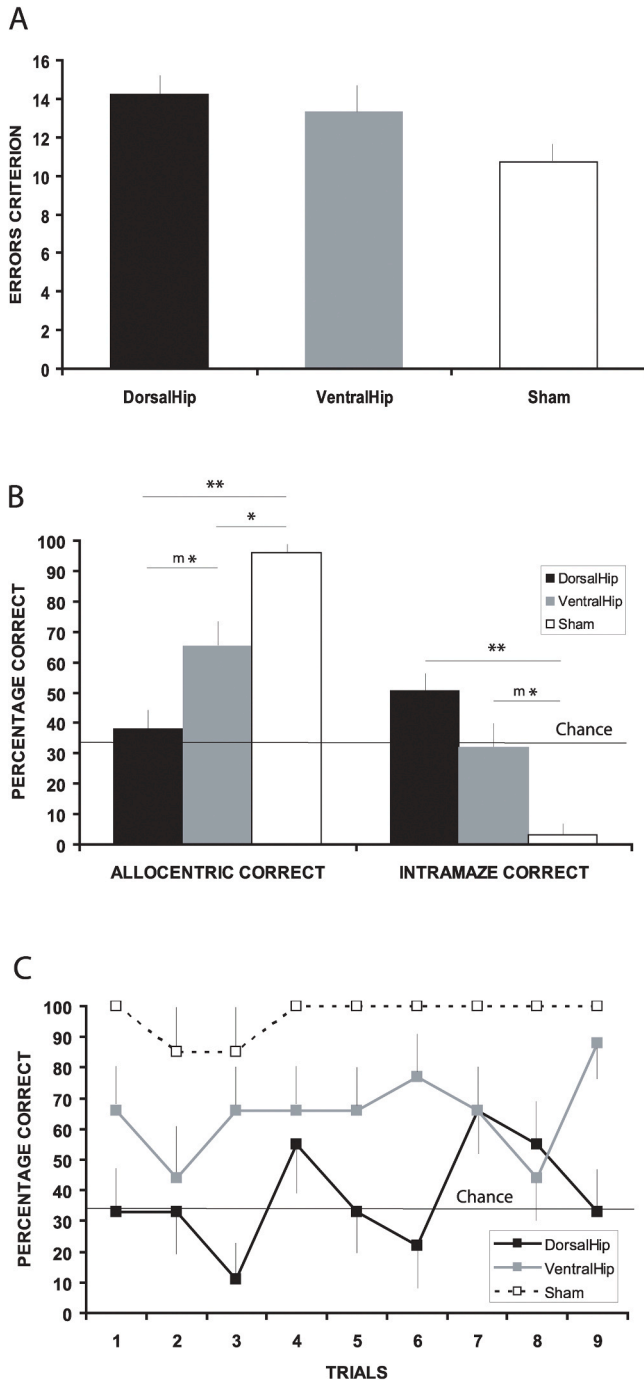 A
ERRORS CRITERION
16
14
12
10
8
6
4
2
0
DorsalHip VentralHip Sham
B
PERCENTAGE CORRECT
100
90
80
70
60
50
40
30
20
10
0
**
*
m *
DorsalHip
VentralHip
Sham
**
m *
Chance
ALLOCENTRIC CORRECT INTRAMAZE CORRECT
C
PERCENTAGE CORRECT
100
90
80
70
60
50
40
30
20
10
0
Chance
DorsalHip
VentralHip
Sham
1 2 3 4 5 6 7 8 9
TRIALS